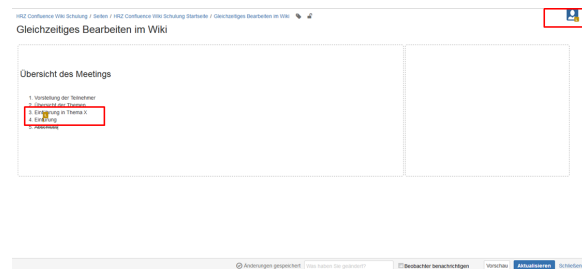 HRZ Confluence Wiki Schulung / Seiten / HRZ Confluence Wiki Schulung Startseite / Gleichzeitiges Bearbeiten im Wiki
Gleichzeitiges Bearbeiten im Wiki
Übersicht des Meetings
1. Vorstellung der Teilnehmer
2. Übersicht der Themen
3. Einführung in Thema X
4.
5. Abschluss
Änderungen gespeichert Was haben Sie geändert? Beobachter benachrichtigen Vorschau Aktualisieren Schließen